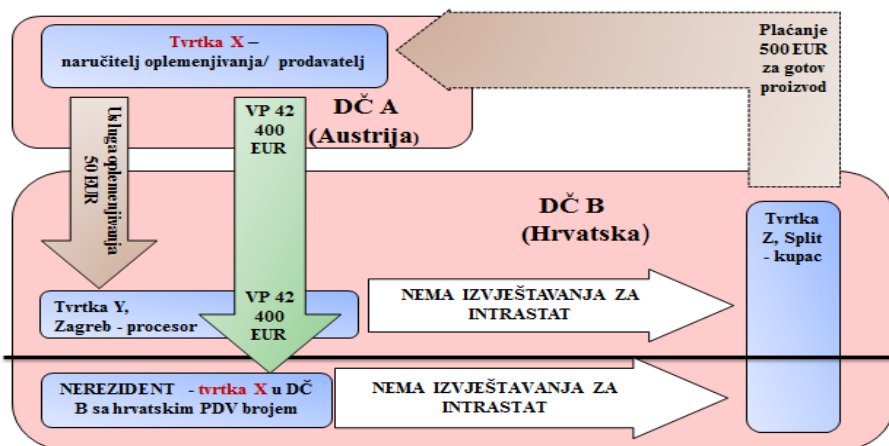 Tvrtka X –
naručitelj oplemenjivanja/ prodavatelj
Plaćanje
500 EUR
za gotov
proizvod
DČ A
(Austrija)
Usluga oplemenjivanja
50 EUR
VP 42
400
EUR
DČ B
(Hrvatska)
Tvrtka
Z, Split
- kupac
Tvrtka Y,
Zagreb - procesor
VP 42
400
EUR
NEMA IZVJEŠTAVANJA ZA
INTRASTAT
NEREZIDENT - tvrtka X u DČ
B sa hrvatskim PDV brojem
NEMA IZVJEŠTAVANJA ZA
INTRASTAT